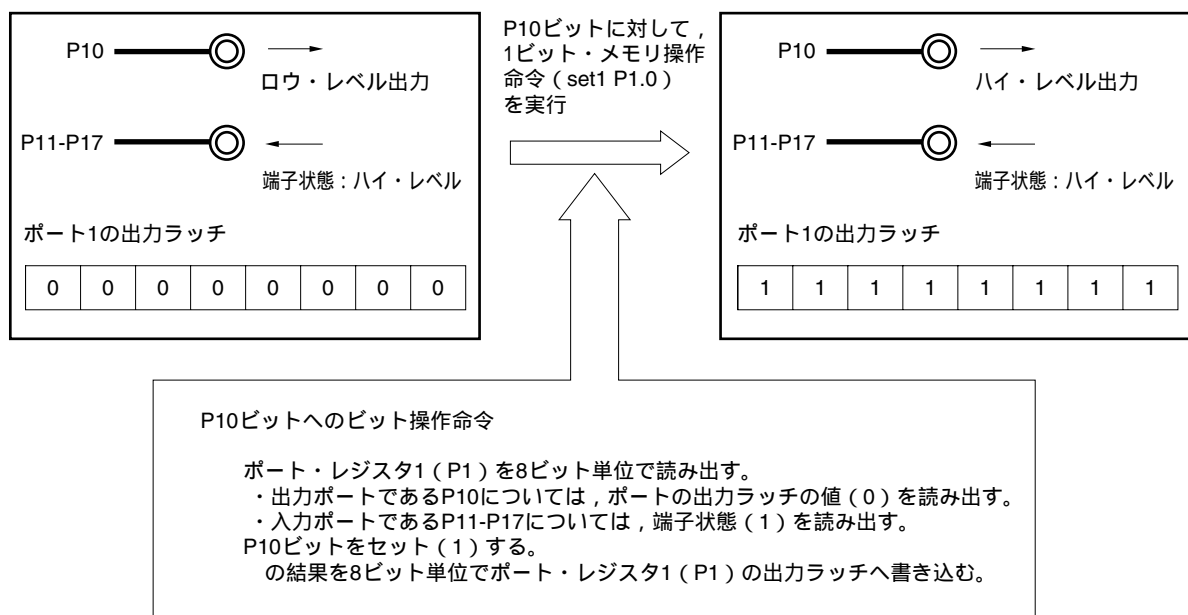 P10
ロウ・レベル出力
P11-P17
端子状態：ハイ・レベル
ポート1の出力ラッチ
0 0 0 0 0 0 0 0
P10ビットに対して，
1ビット・メモリ操作
命令（set1 P1.0）
を実行
P10
ハイ・レベル出力
P11-P17
端子状態：ハイ・レベル
ポート1の出力ラッチ
1 1 1 1 1 1 1 1
P10ビットへのビット操作命令
ポート・レジスタ1（P1）を8ビット単位で読み出す。
・出力ポートであるP10については，ポートの出力ラッチの値（0）を読み出す。
・入力ポートであるP11-P17については，端子状態（1）を読み出す。
P10ビットをセット（1）する。
の結果を8ビット単位でポート・レジスタ1（P1）の出力ラッチへ書き込む。